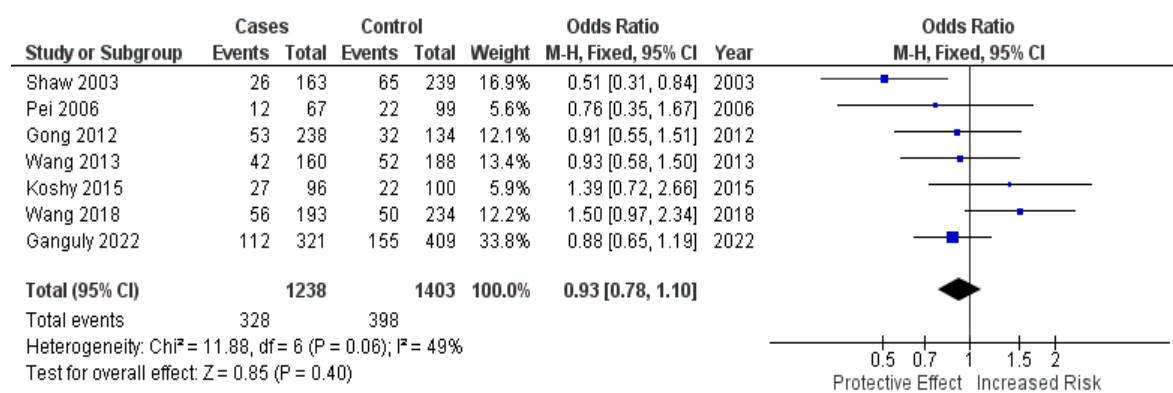 Cases Control Odds Ratio Odds Ratio
Study or Subgroup Events Total Events Total Weight M-H, Fixed, 95% CI Year M-H, Fixed, 95% CI
Shaw 2003 26 163 65 239 16.9% 0.51 [0.31, 0.84] 2003
Pei 2006 12 67 22 99 5.6% 0.76 [0.35, 1.67] 2006
Gong 2012 53 238 32 134 12.1% 0.91 [0.55, 1.51] 2012
Wang 2013 42 160 52 188 13.4% 0.93 [0.58, 1.50] 2013
Koshy 2015 27 96 22 100 5.9% 1.39 [0.72, 2.66] 2015
Wang 2018 56 193 50 234 12.2% 1.50 [0.97, 2.34] 2018
Ganguly 2022 112 321 155 409 33.8% 0.88 [0.65, 1.19] 2022
Total (95% CI) 1238 1403 100.0% 0.93 [0.78, 1.10]
Total events 328 398
Heterogeneity: Chi² = 11.88, df = 6 (P = 0.06); I² = 49%
Test for overall effect: Z = 0.85 (P = 0.40)
0.5 0.7 1 1.5 2
Protective Effect Increased Risk